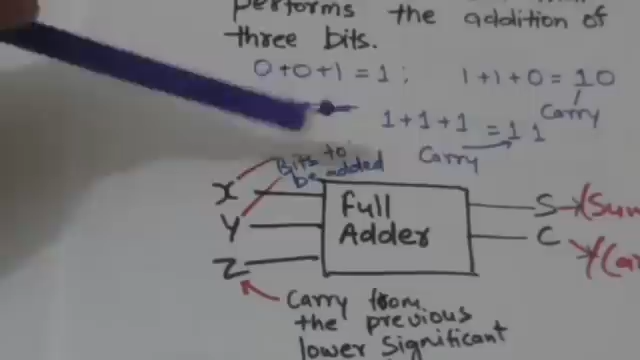 performs the addition of
three bits.
0+0+1 = 1 ; 1+1+0 = 10
Carry
1+1+1 = 11
Carry
Bits to
be added
X
Y
Z
Full
Adder
S
C
(Sum
Carry from
the previous
lower significant